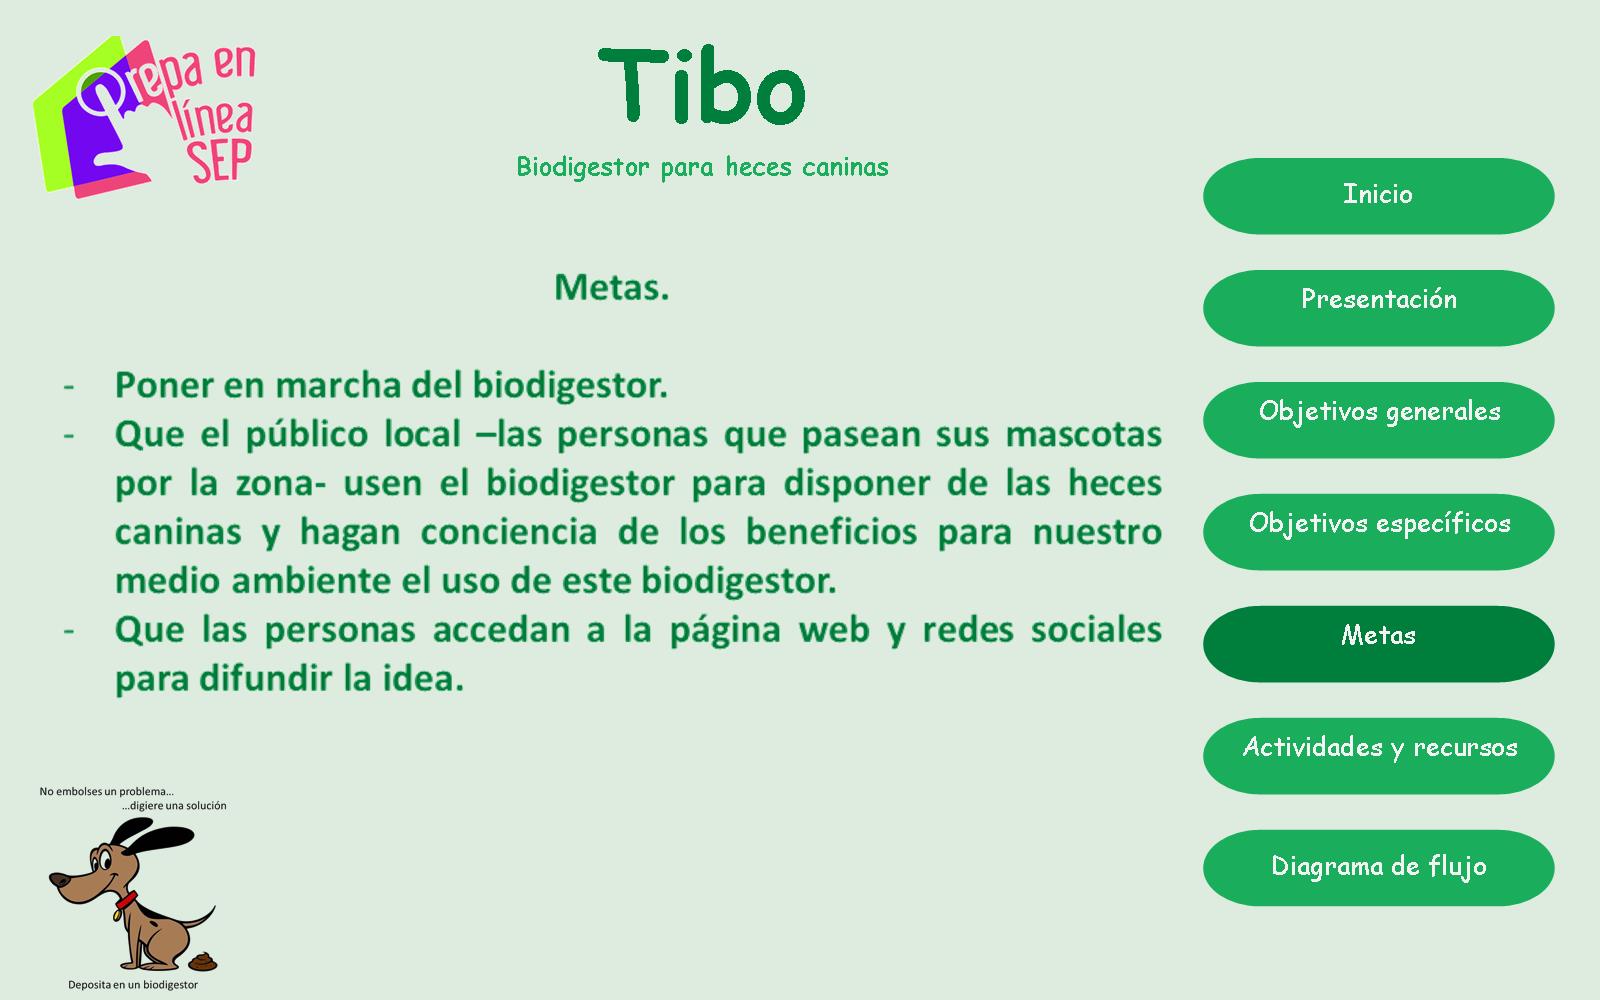 Prepa en
línea
SEP
Tibo
Biodigestor para heces caninas
Metas.
- Poner en marcha del biodigestor.
- Que el público local –las personas que pasean sus mascotas
por la zona- usen el biodigestor para disponer de las heces
caninas y hagan conciencia de los beneficios para nuestro
medio ambiente el uso de este biodigestor.
- Que las personas accedan a la página web y redes sociales
para difundir la idea.
Inicio
Presentación
Objetivos generales
Objetivos específicos
Metas
Actividades y recursos
Diagrama de flujo
No embolses un problema...
...digiere una solución
Deposita en un biodigestor